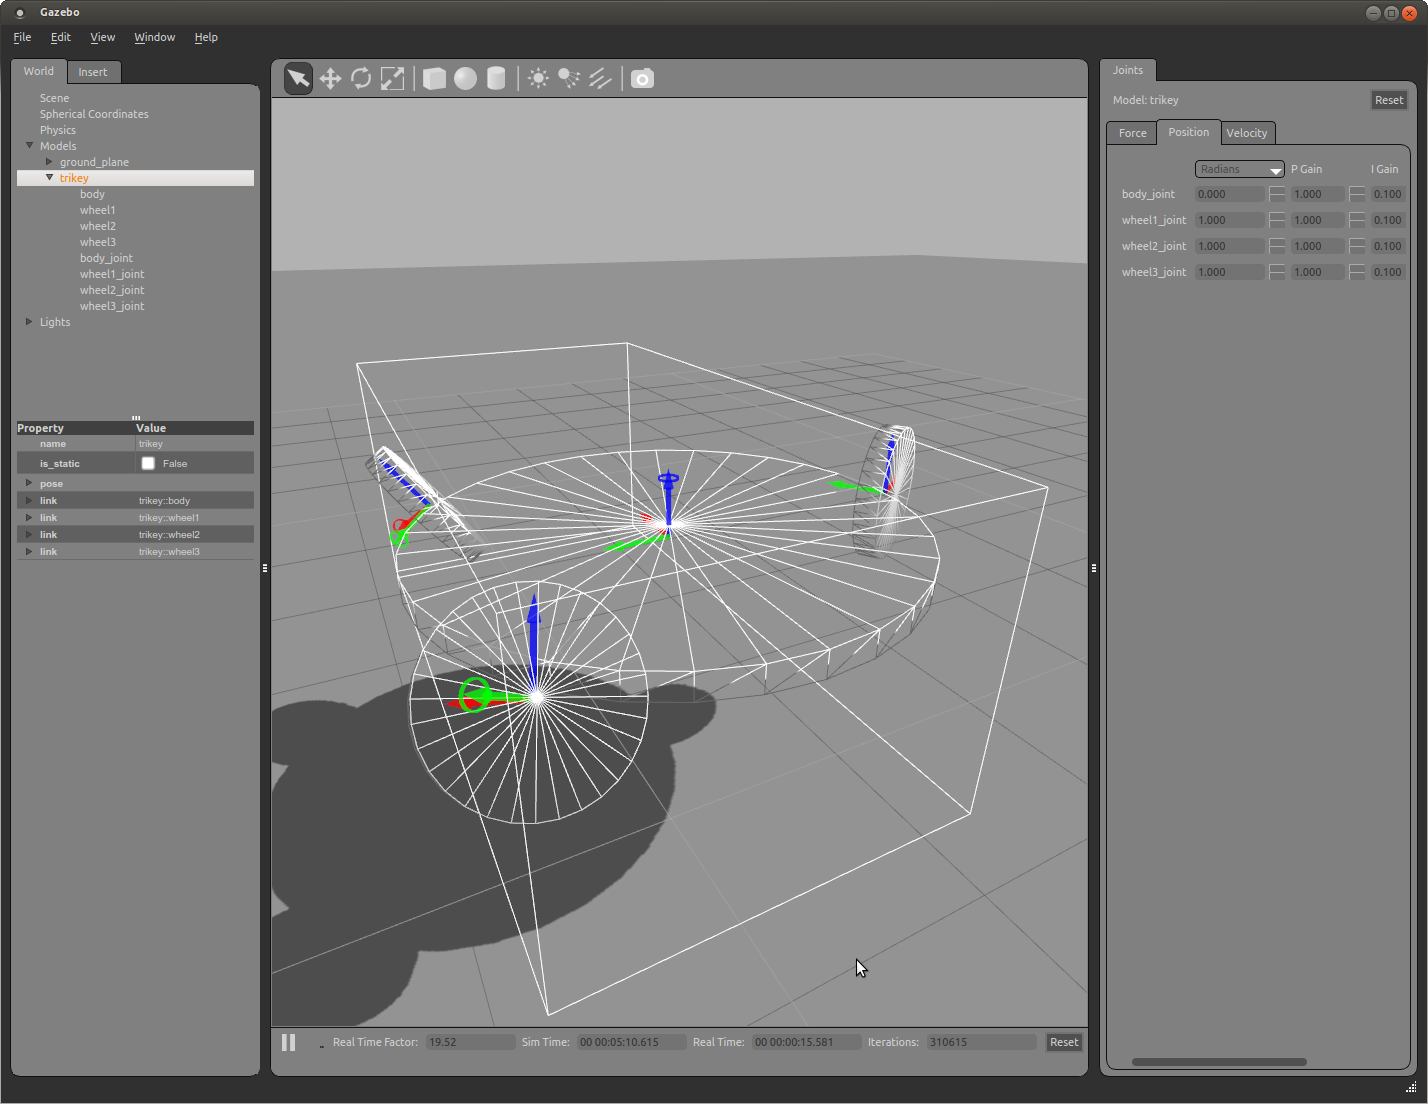 Gazebo
File Edit View Window Help
World Insert
Scene
Spherical Coordinates
Physics
Models
ground_plane
trikey
body
wheel1
wheel2
wheel3
body_joint
wheel1_joint
wheel2_joint
wheel3_joint
Lights
Property Value
name trikey
is_static False
pose
link trikey::body
link trikey::wheel1
link trikey::wheel2
link trikey::wheel3
Real Time Factor: 19.52 Sim Time: 00 00:05:10.615 Real Time: 00 00:00:15.581 Iterations: 310615 Reset
Joints
Model: trikey Reset
Force Position Velocity
Radians P Gain I Gain
body_joint 0.000 1.000 0.100
wheel1_joint 1.000 1.000 0.100
wheel2_joint 1.000 1.000 0.100
wheel3_joint 1.000 1.000 0.100